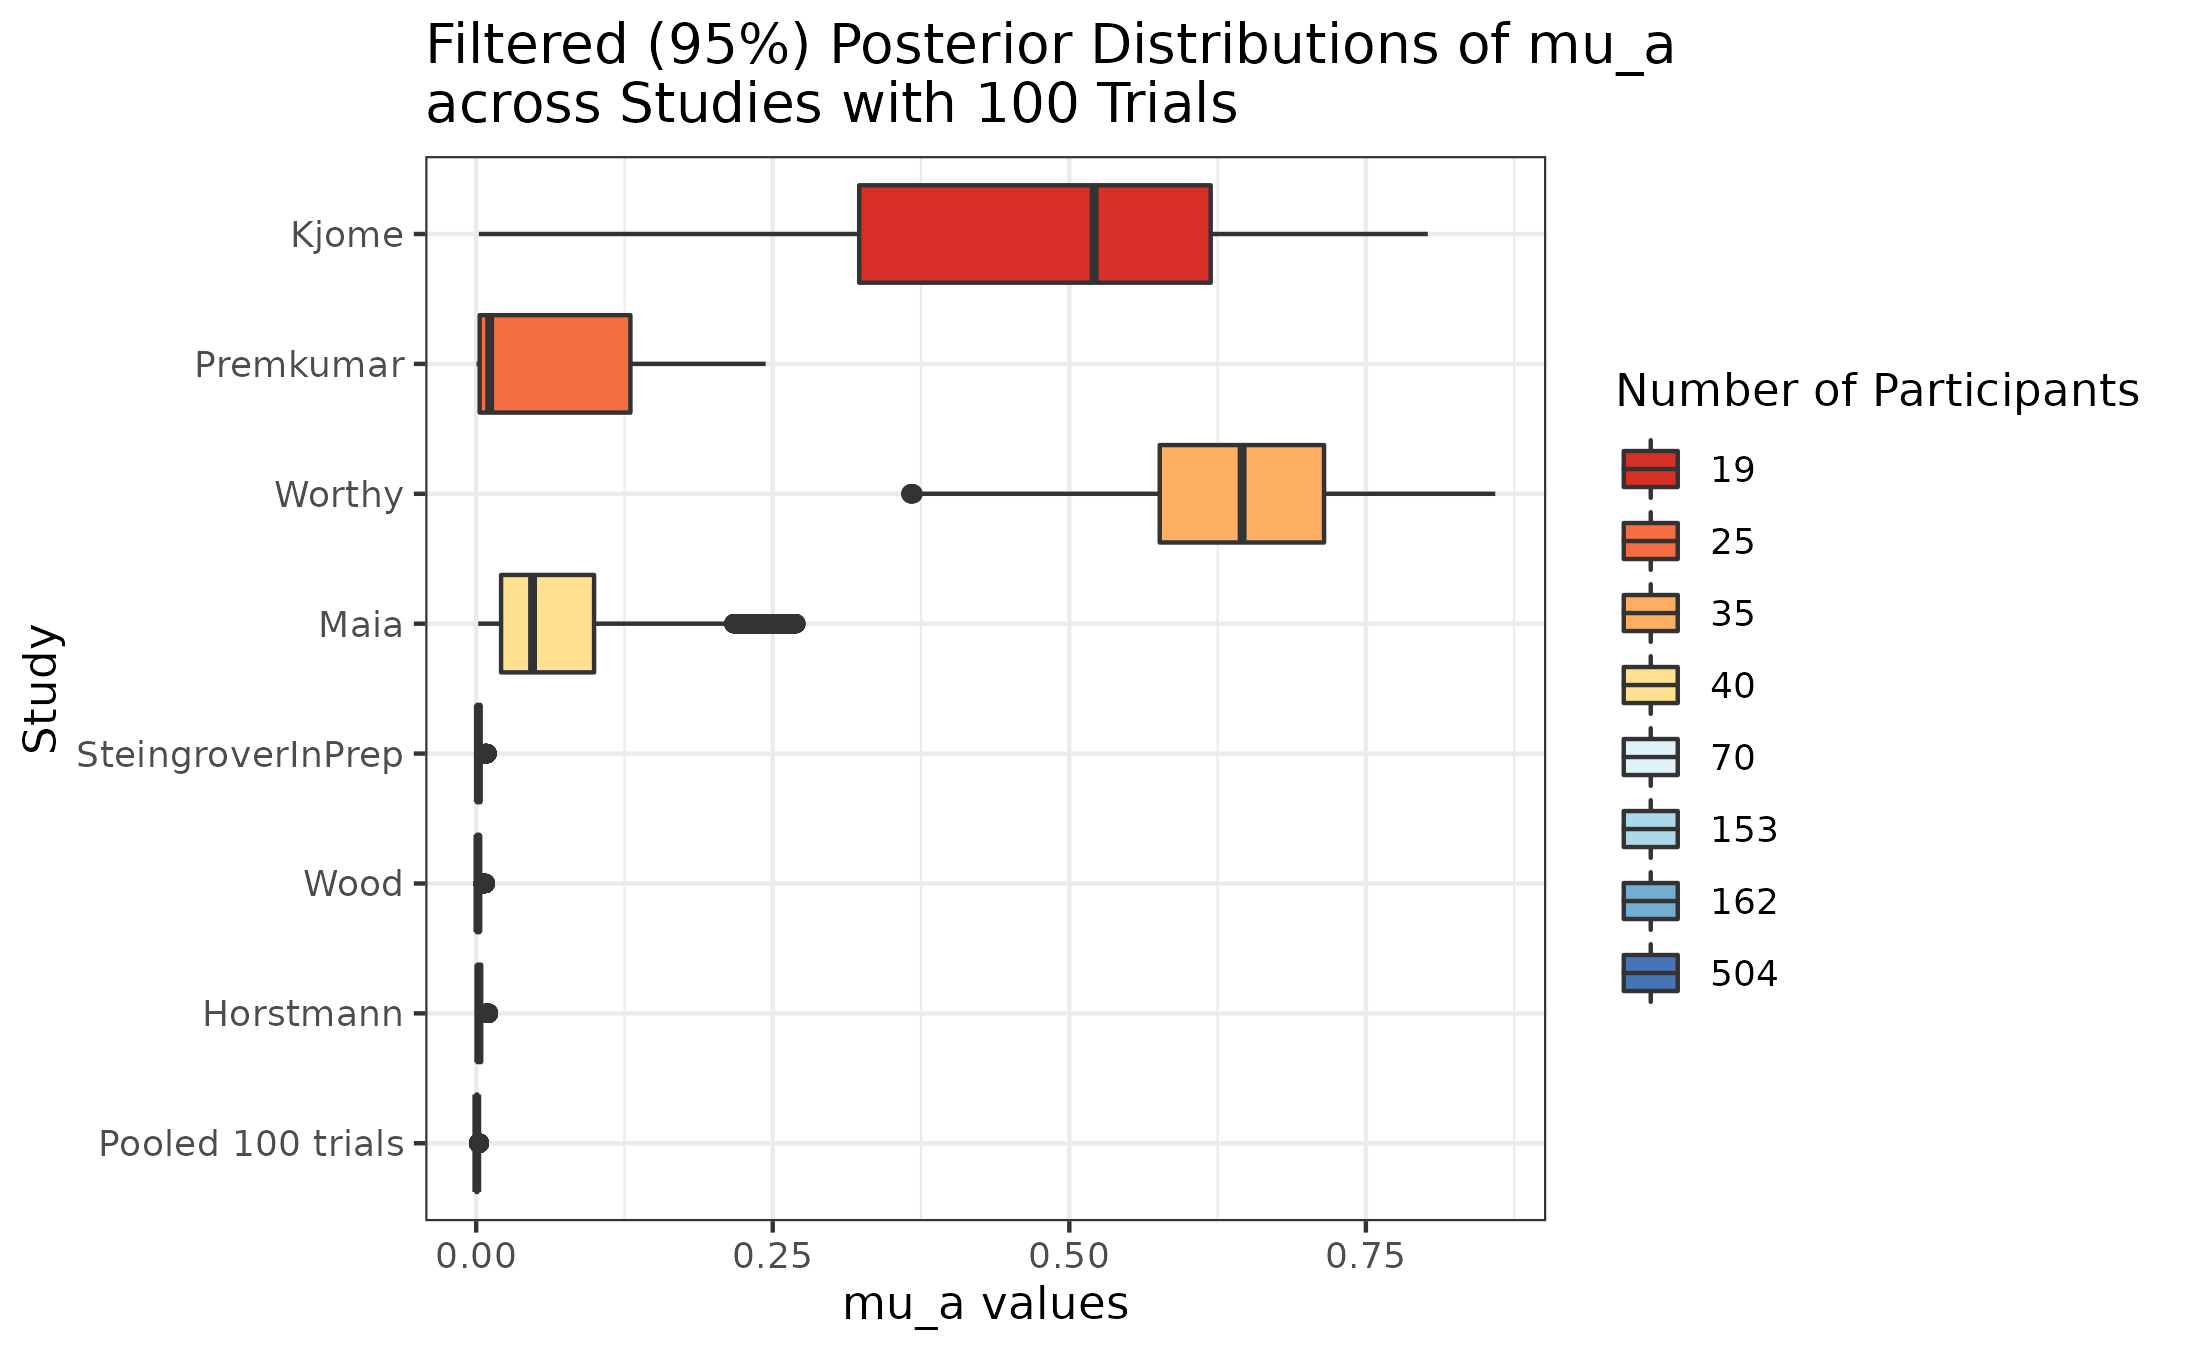 Filtered (95%) Posterior Distributions of mu_a
across Studies with 100 Trials
Study
Kjome
Premkumar
Worthy
Maia
SteingroverInPrep
Wood
Horstmann
Pooled 100 trials
0.00 0.25 0.50 0.75
mu_a values
Number of Participants
19
25
35
40
70
153
162
504